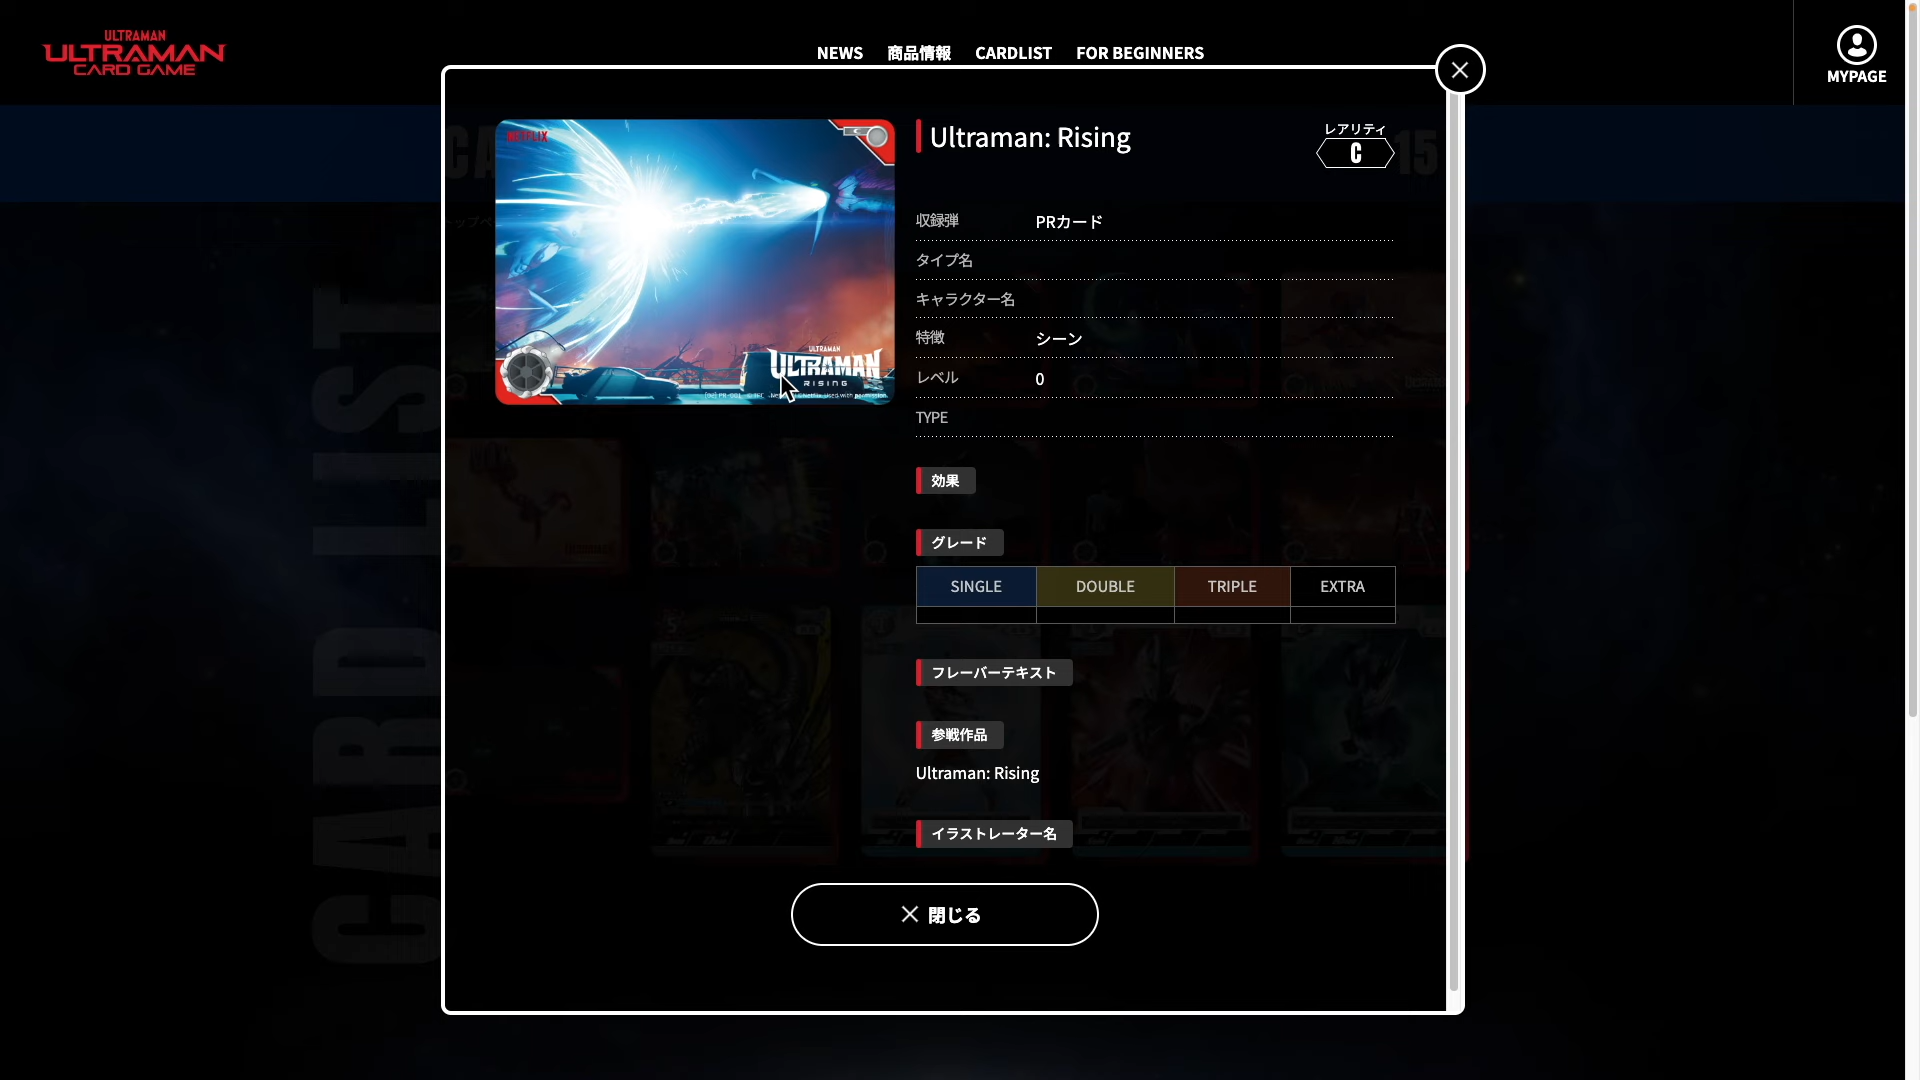 ULTRAMAN
ULTRAMAN
CARD GAME
NEWS 商品情報 CARDLIST FOR BEGINNERS
MYPAGE
NETFLIX
ULTRAMAN
ULTRAMAN
RISING
Ultraman: Rising
レアリティ
C
収録弾 PRカード
タイプ名
キャラクター名
特徴 シーン
レベル 0
TYPE
効果
グレード
SINGLE DOUBLE TRIPLE EXTRA
フレーバーテキスト
参戦作品
Ultraman: Rising
イラストレーター名
閉じる
CARD LIST
15